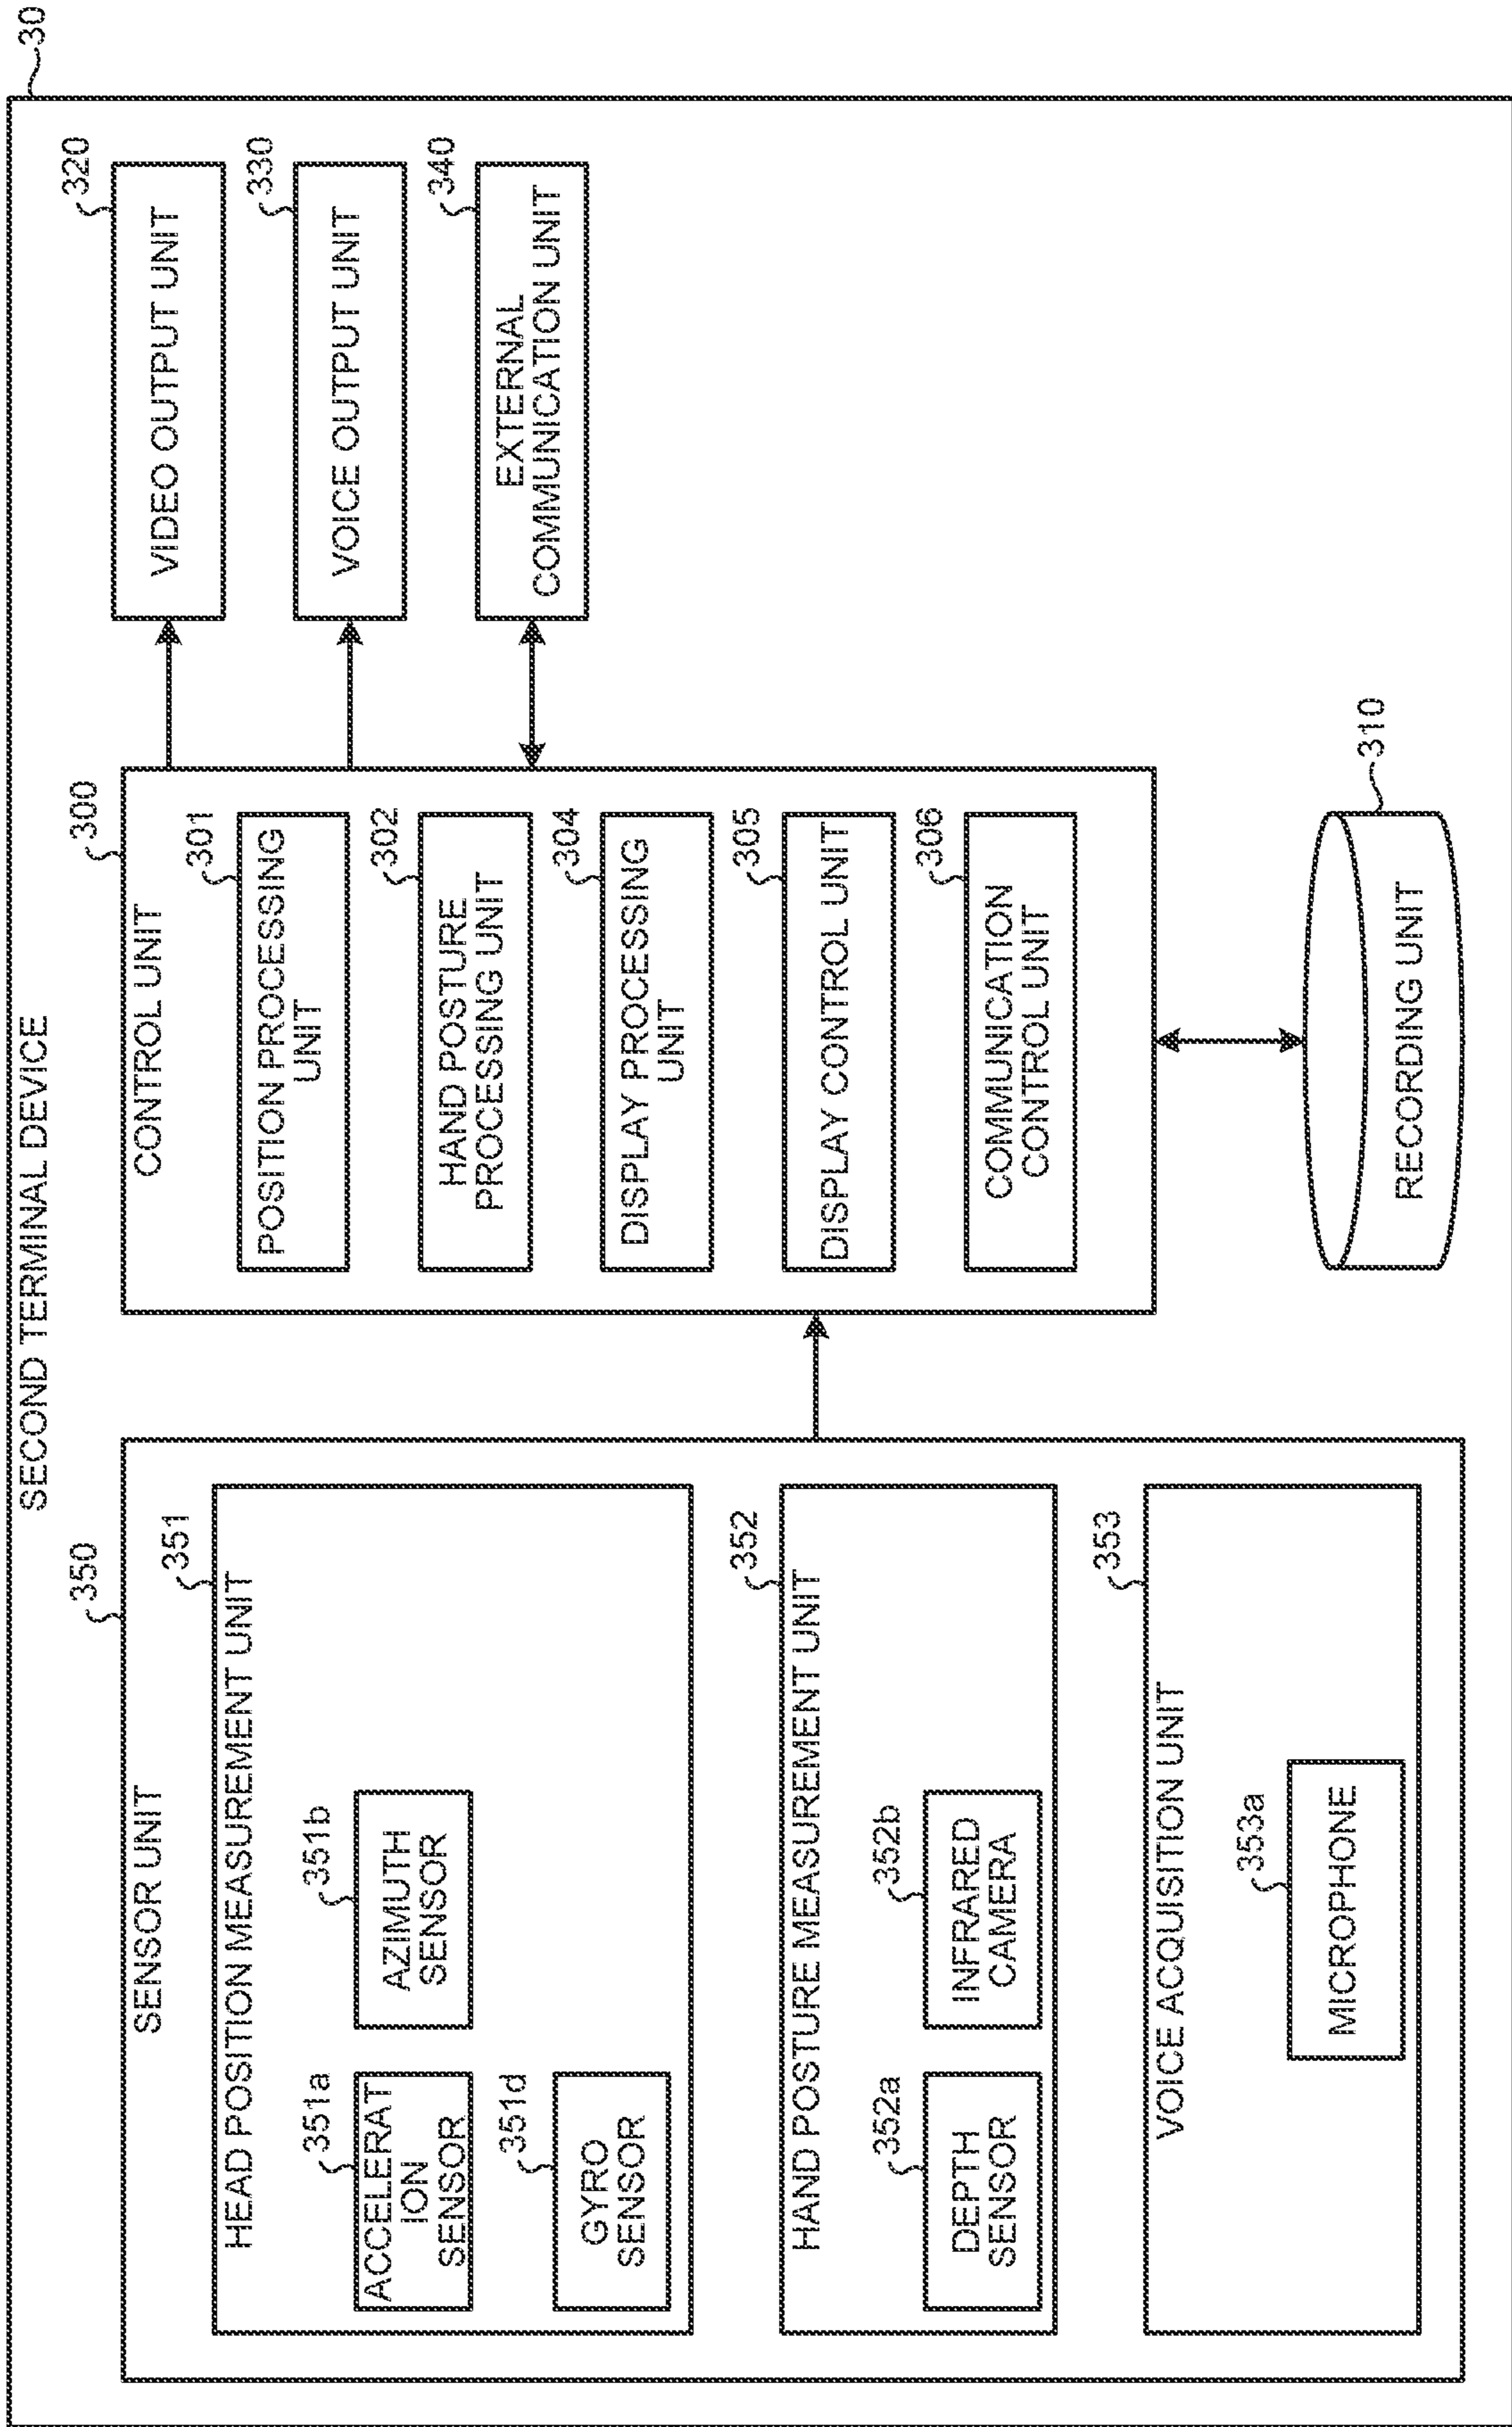 30
SECOND TERMINAL DEVICE
350
SENSOR UNIT
351
HEAD POSITION MEASUREMENT UNIT
351a
ACCELERAT
ION
SENSOR
351b
AZIMUTH
SENSOR
351d
GYRO
SENSOR
352
HAND POSTURE MEASUREMENT UNIT
352a
DEPTH
SENSOR
352b
INFRARED
CAMERA
353
VOICE ACQUISITION UNIT
353a
MICROPHONE
300
CONTROL UNIT
301
POSITION PROCESSING
UNIT
302
HAND POSTURE
PROCESSING UNIT
304
DISPLAY PROCESSING
UNIT
305
DISPLAY CONTROL UNIT
306
COMMUNICATION
CONTROL UNIT
310
RECORDING UNIT
320
VIDEO OUTPUT UNIT
330
VOICE OUTPUT UNIT
340
EXTERNAL
COMMUNICATION UNIT